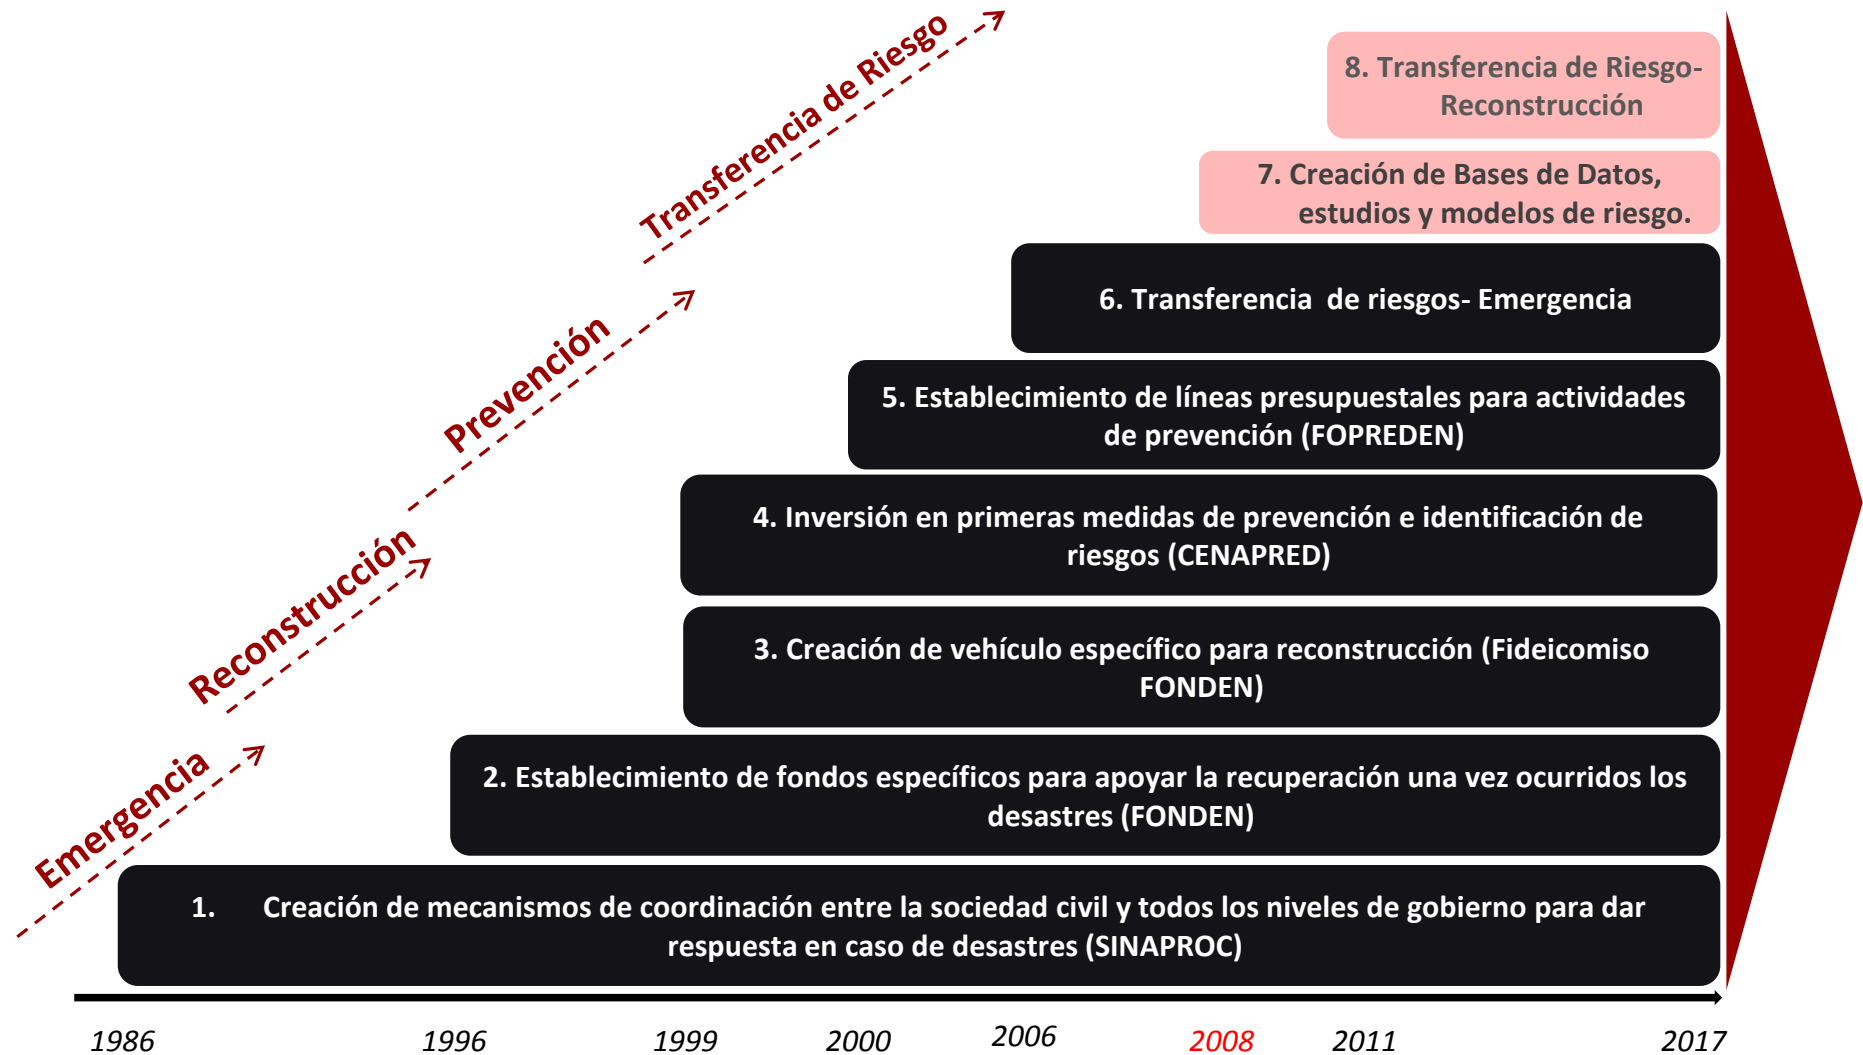 Transferencia de Riesgo
8. Transferencia de Riesgo-
Reconstrucción
7. Creación de Bases de Datos,
estudios y modelos de riesgo.
6. Transferencia  de riesgos- Emergencia
Prevención
5. Establecimiento de líneas presupuestales para actividades
de prevención (FOPREDEN)
4. Inversión en primeras medidas de prevención e identificación de
riesgos (CENAPRED)
Reconstrucción
3. Creación de vehículo específico para reconstrucción (Fideicomiso
FONDEN)
Emergencia
2. Establecimiento de fondos específicos para apoyar la recuperación una vez ocurridos los
desastres (FONDEN)
1. Creación de mecanismos de coordinación entre la sociedad civil y todos los niveles de gobierno para dar
respuesta en caso de desastres (SINAPROC)
1986 1996 1999 2000 2006 2008 2011 2017